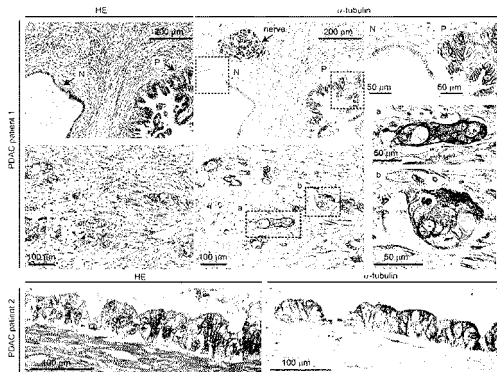 HE
α-tubulin
PDAC patient 1
200 μm
N
P
nerve
200 μm
N
P
N
P
50 μm
50 μm
a
50 μm
100 μm
a
b
100 μm
b
50 μm
HE
α-tubulin
PDAC patient 2
100 μm
100 μm